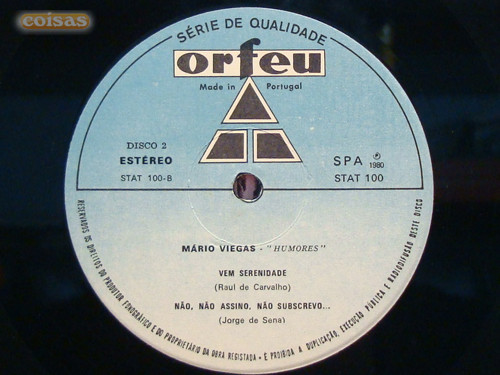 coisas
SÉRIE DE QUALIDADE
orfeu
Made in Portugal
DISCO 2
ESTÉREO
STAT 100-B
SPA ℗ 1980
STAT 100
MÁRIO VIEGAS - "HUMORES"
VEM SERENIDADE
(Raul de Carvalho)
NÃO, NÃO ASSINO, NÃO SUBSCREVO...
(Jorge de Sena)
RESERVADOS OS DIREITOS DO PRODUTOR FONOGRÁFICO E DO PROPRIETÁRIO DA OBRA REGISTADA • É PROIBIDA A DUPLICAÇÃO, EXECUÇÃO PÚBLICA E RADIODIFUSÃO DESTE DISCO